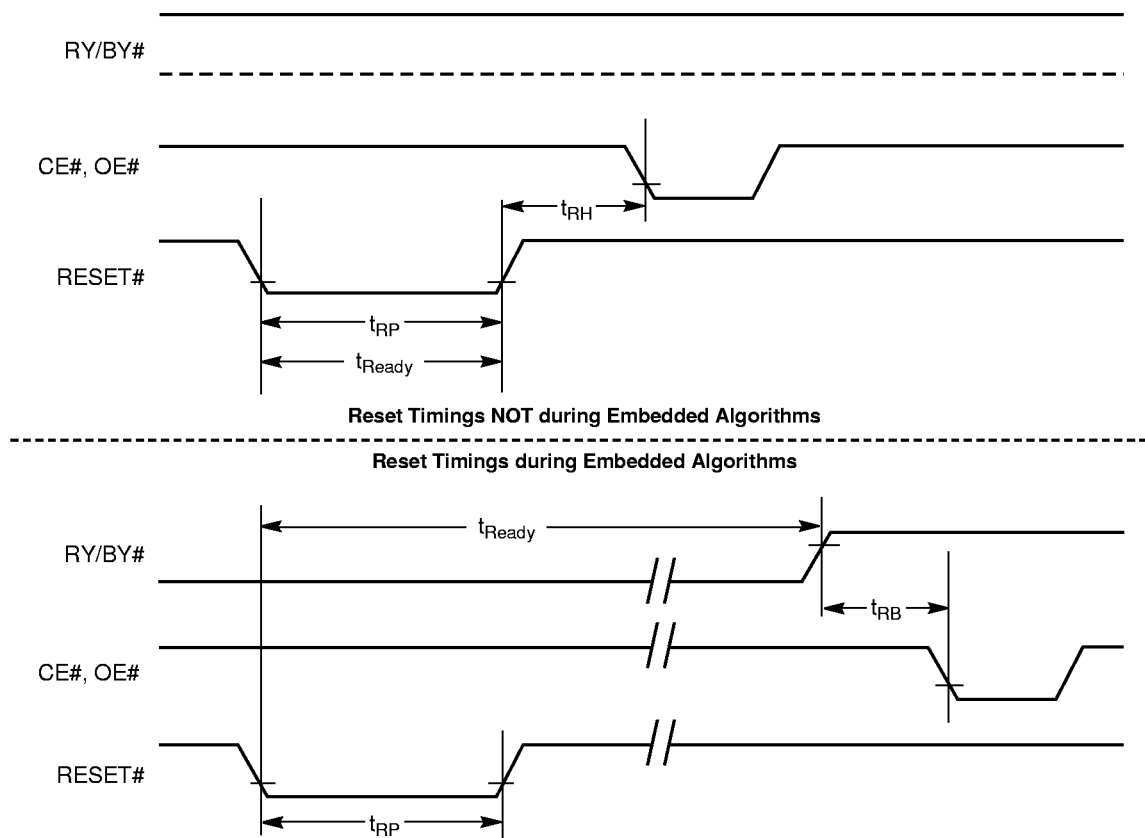 RY/BY#
CE#, OE#
tRH
RESET#
tRP
tReady
Reset Timings NOT during Embedded Algorithms
Reset Timings during Embedded Algorithms
tReady
RY/BY#
tRB
CE#, OE#
RESET#
tRP